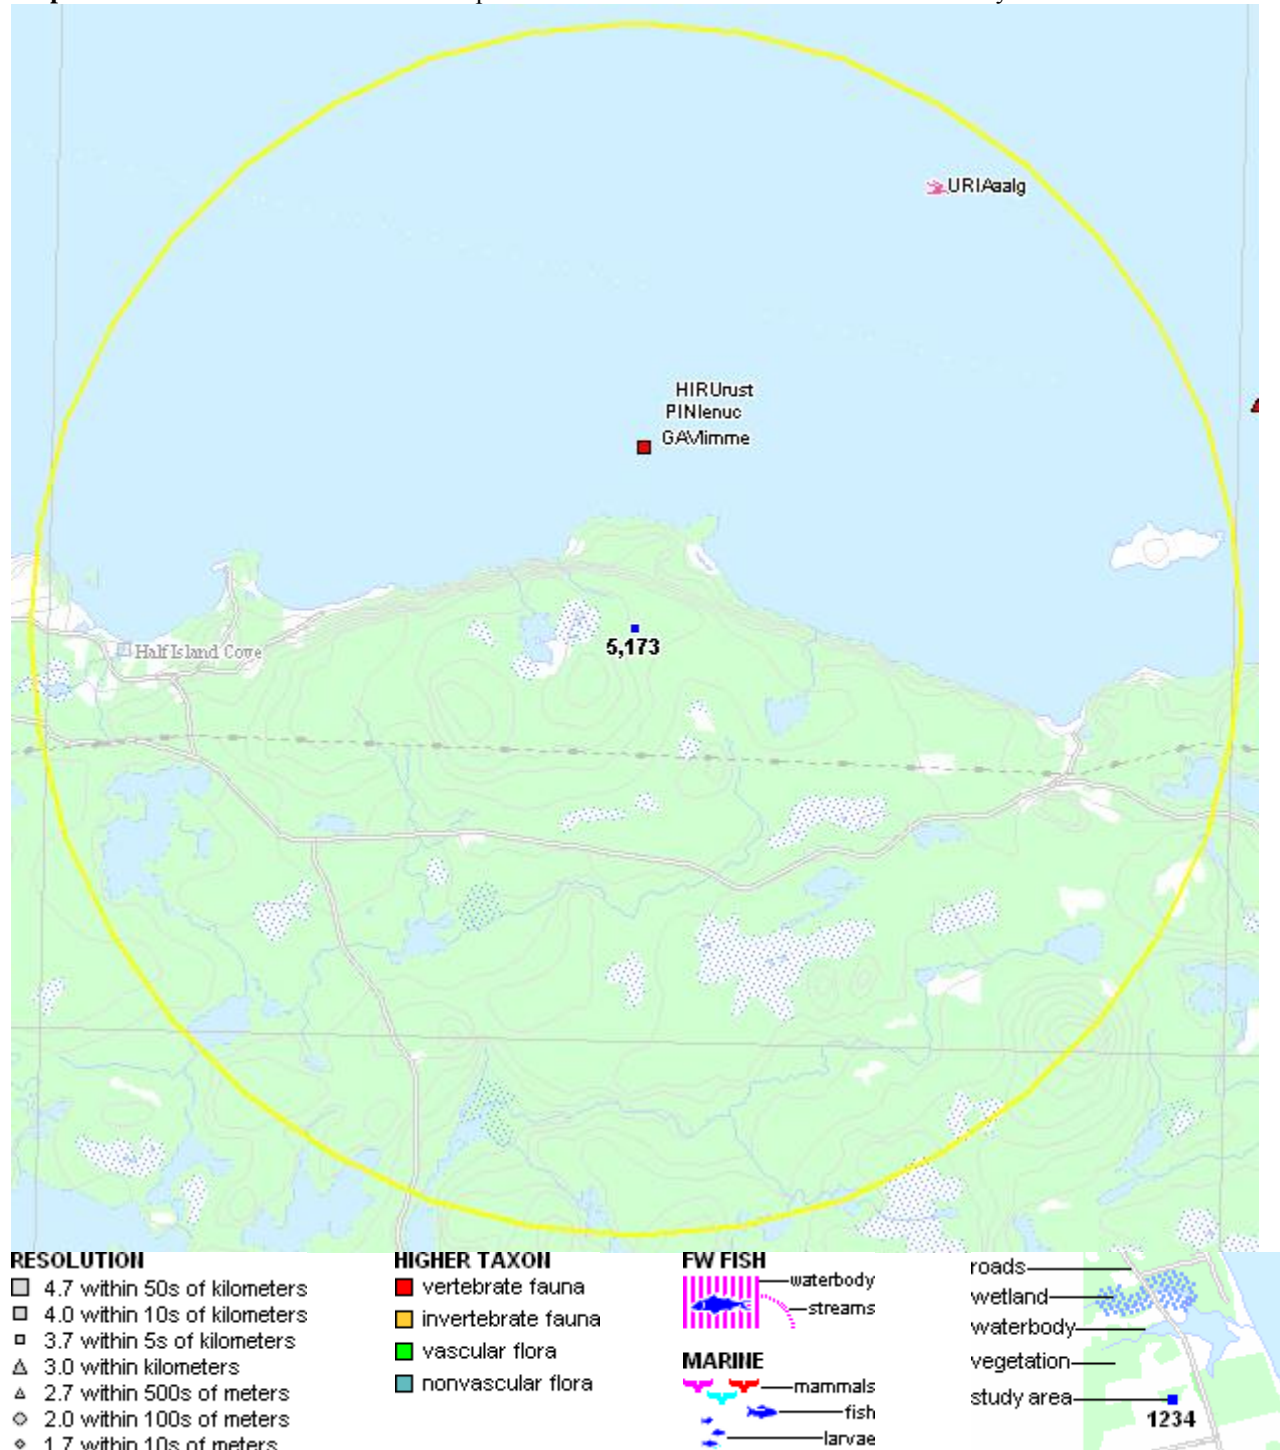 URIAaalg
HIRUrust
PINIenuc
GAVIimme
5,173
Half Island Cove
RESOLUTION
4.7 within 50s of kilometers
4.0 within 10s of kilometers
3.7 within 5s of kilometers
3.0 within kilometers
2.7 within 500s of meters
2.0 within 100s of meters
1.7 within 10s of meters
HIGHER TAXON
vertebrate fauna
invertebrate fauna
vascular flora
nonvascular flora
FW FISH
waterbody
streams
MARINE
mammals
fish
larvae
roads
wetland
waterbody
vegetation
study area
1234